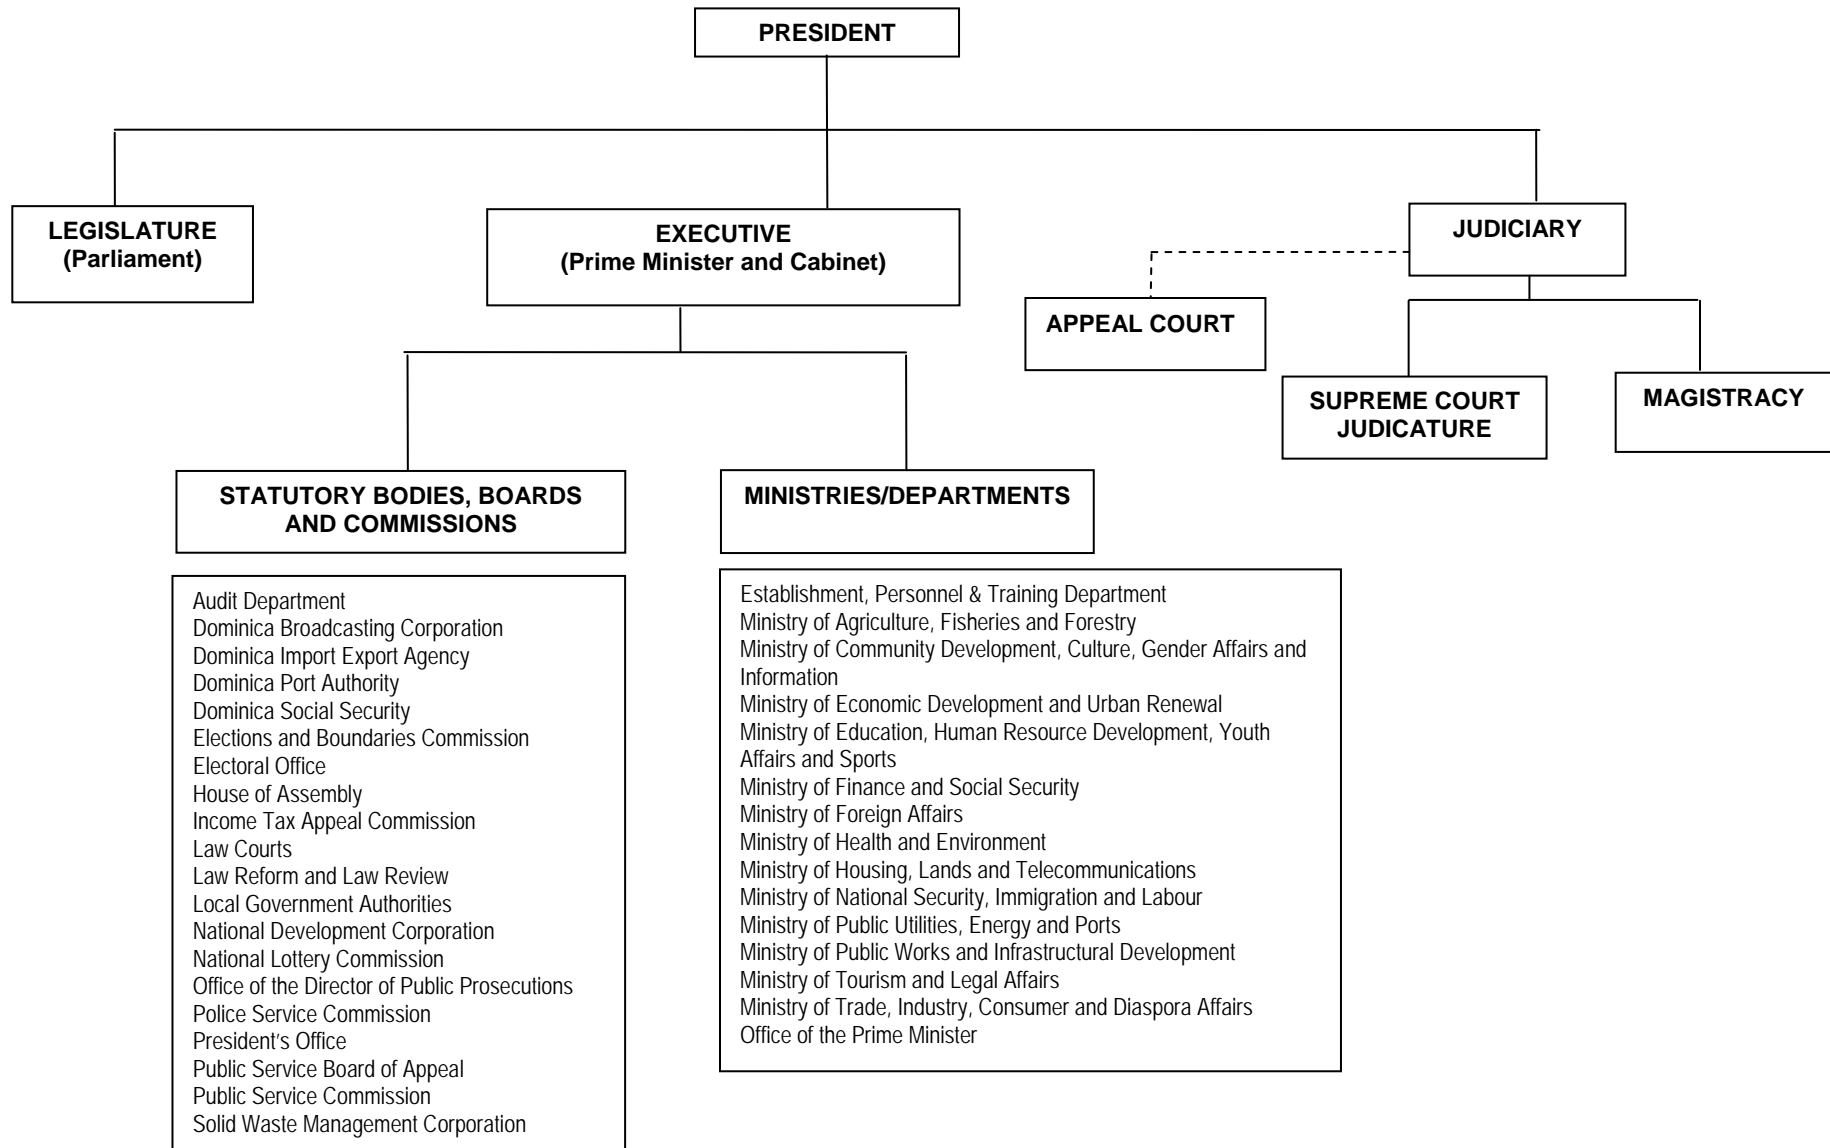 PRESIDENT
LEGISLATURE
(Parliament)
EXECUTIVE
(Prime Minister and Cabinet)
JUDICIARY
APPEAL COURT
SUPREME COURT
JUDICATURE
MAGISTRACY
STATUTORY BODIES, BOARDS
AND COMMISSIONS
MINISTRIES/DEPARTMENTS
Audit Department
Dominica Broadcasting Corporation
Dominica Import Export Agency
Dominica Port Authority
Dominica Social Security
Elections and Boundaries Commission
Electoral Office
House of Assembly
Income Tax Appeal Commission
Law Courts
Law Reform and Law Review
Local Government Authorities
National Development Corporation
National Lottery Commission
Office of the Director of Public Prosecutions
Police Service Commission
President's Office
Public Service Board of Appeal
Public Service Commission
Solid Waste Management Corporation
Establishment, Personnel & Training Department
Ministry of Agriculture, Fisheries and Forestry
Ministry of Community Development, Culture, Gender Affairs and
Information
Ministry of Economic Development and Urban Renewal
Ministry of Education, Human Resource Development, Youth
Affairs and Sports
Ministry of Finance and Social Security
Ministry of Foreign Affairs
Ministry of Health and Environment
Ministry of Housing, Lands and Telecommunications
Ministry of National Security, Immigration and Labour
Ministry of Public Utilities, Energy and Ports
Ministry of Public Works and Infrastructural Development
Ministry of Tourism and Legal Affairs
Ministry of Trade, Industry, Consumer and Diaspora Affairs
Office of the Prime Minister